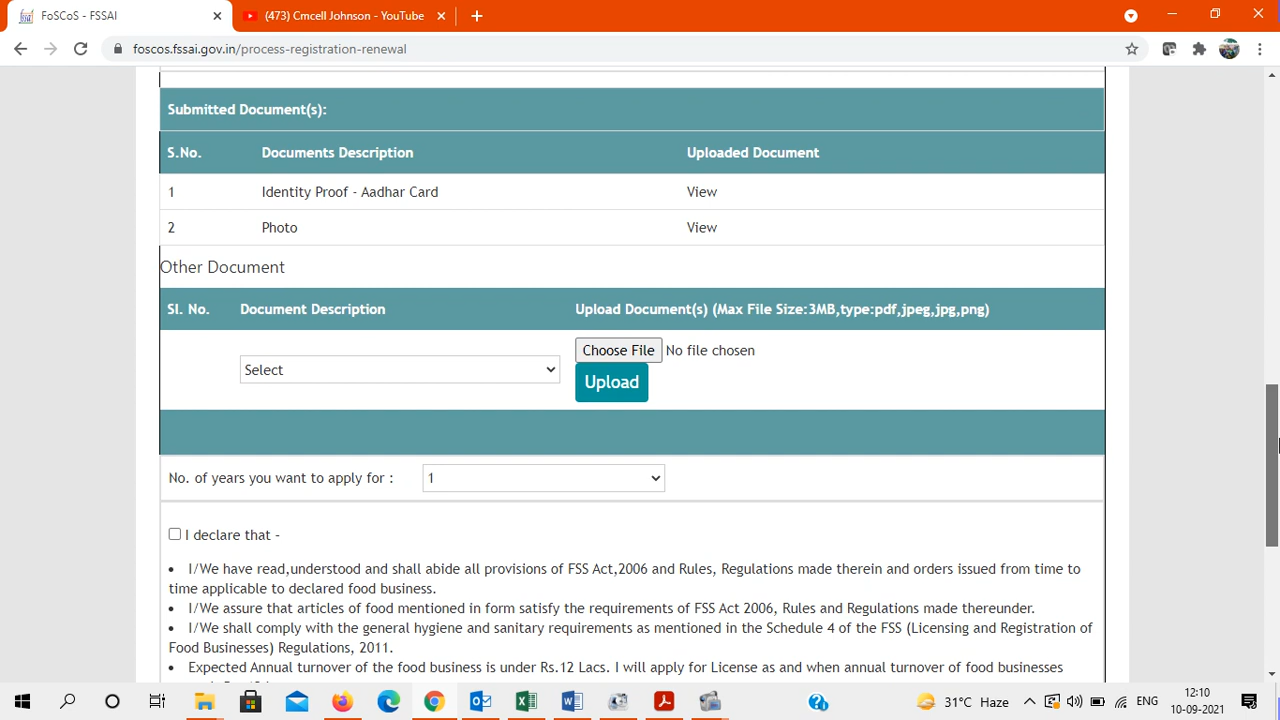 FoSCoS - FSSAI
(473) Cmcell Johnson - YouTube
foscos.fssai.gov.in/process-registration-renewal
Submitted Document(s):
S.No. Documents Description Uploaded Document
1 Identity Proof - Aadhar Card View
2 Photo View
Other Document
Sl. No. Document Description Upload Document(s) (Max File Size:3MB,type:pdf,jpeg,jpg,png)
Choose File No file chosen
Select
Upload
No. of years you want to apply for : 1
I declare that -
• I/We have read,understood and shall abide all provisions of FSS Act,2006 and Rules, Regulations made therein and orders issued from time to
time applicable to declared food business.
• I/We assure that articles of food mentioned in form satisfy the requirements of FSS Act 2006, Rules and Regulations made thereunder.
• I/We shall comply with the general hygiene and sanitary requirements as mentioned in the Schedule 4 of the FSS (Licensing and Registration of
Food Businesses) Regulations, 2011.
• Expected Annual turnover of the food business is under Rs.12 Lacs. I will apply for License as and when annual turnover of food businesses
31°C Haze ENG 12:10
10-09-2021